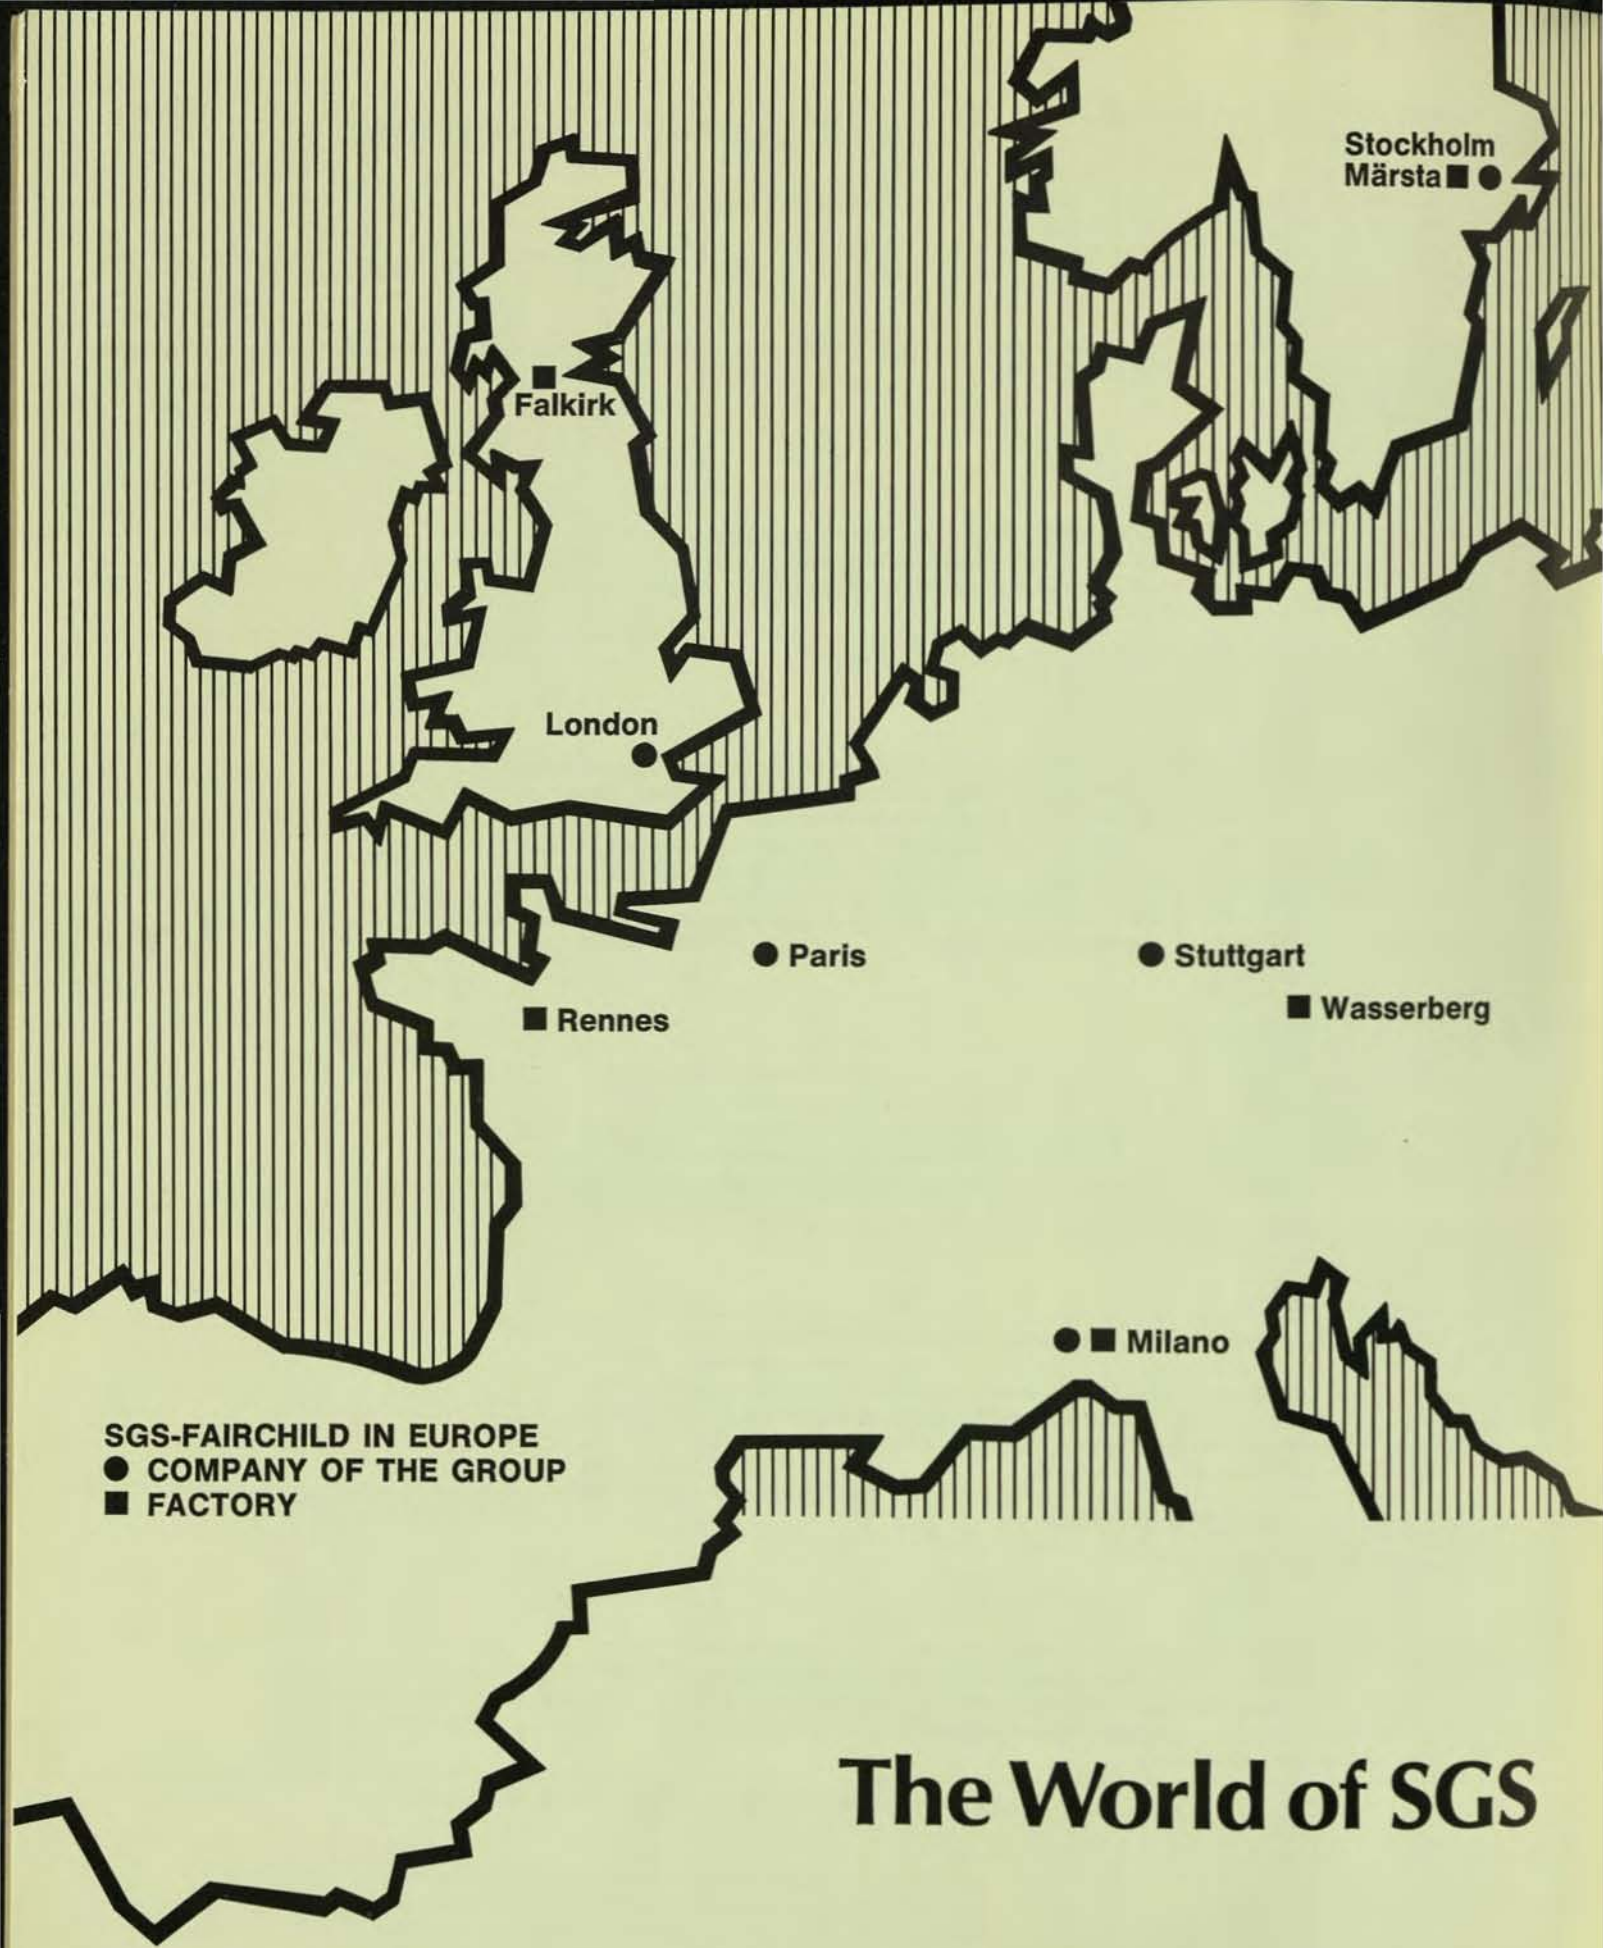 Stockholm
Märsta
Falkirk
London
Paris
Stuttgart
Wasserberg
Rennes
Milano
SGS-FAIRCHILD IN EUROPE
COMPANY OF THE GROUP
FACTORY
The World of SGS